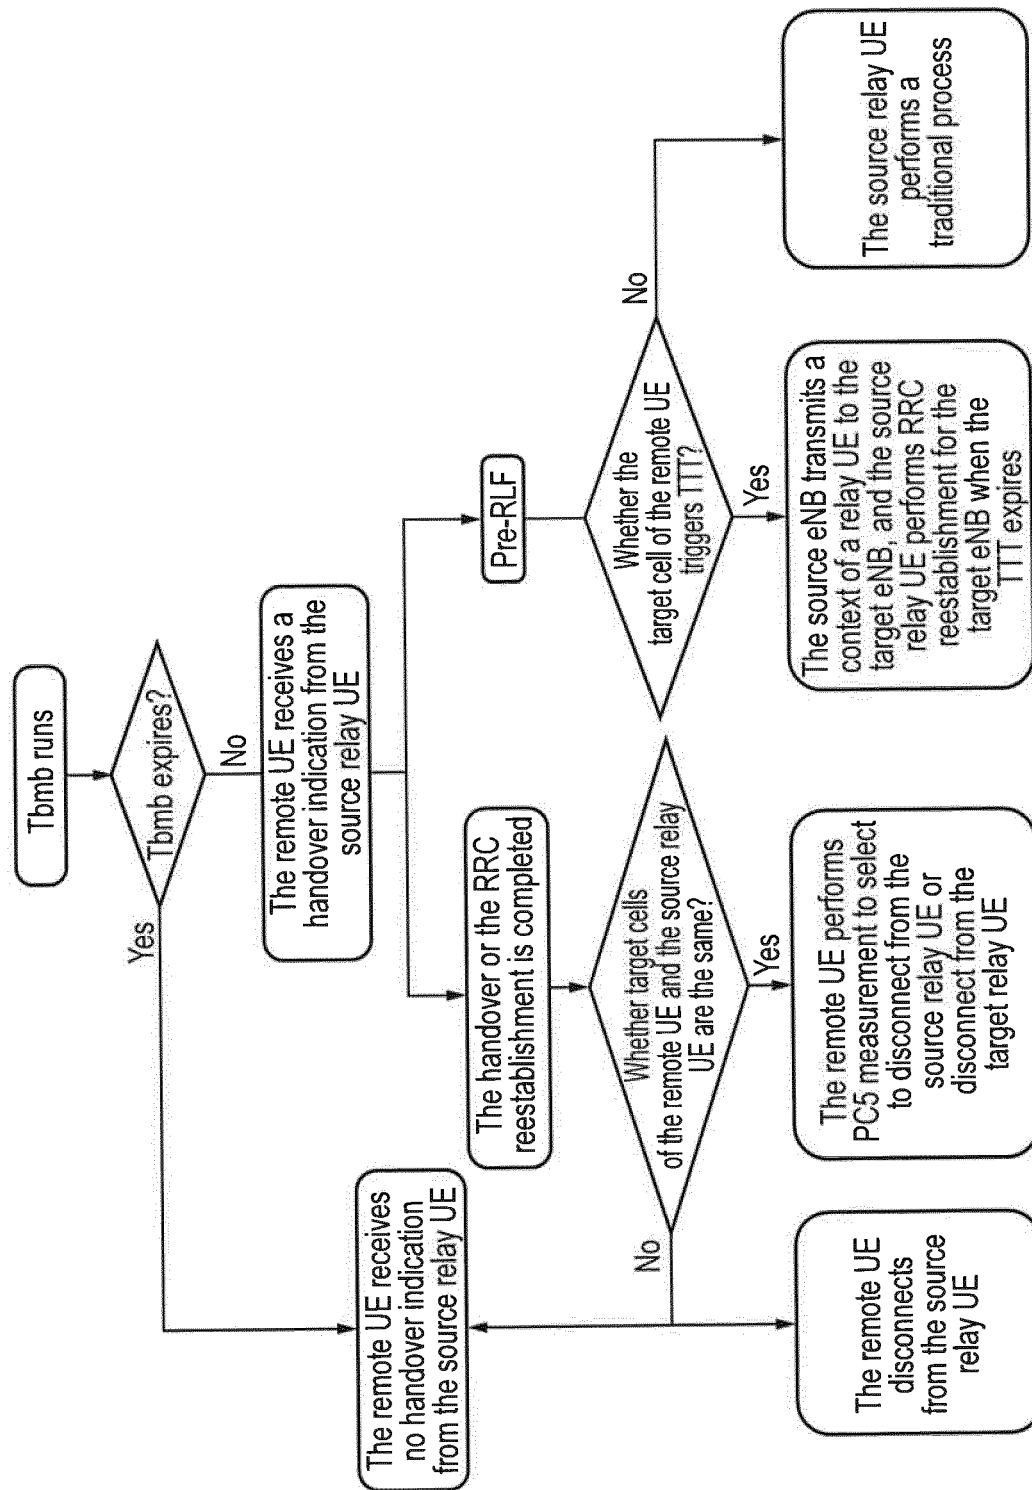 Tbmb runs
Tbmb expires?
Yes
No
The remote UE receives a
handover indication from the
source relay UE
The remote UE receives
no handover indication
from the source relay UE
The handover or the RRC
reestablishment is completed
Pre-RLF
Whether target cells
of the remote UE and the source relay
UE are the same?
No
Yes
Whether the
target cell of the remote UE
triggers TTT?
Yes
No
The remote UE
disconnects
from the source
relay UE
The remote UE performs
PC5 measurement to select
to disconnect from the
source relay UE or
disconnect from the
target relay UE
The source eNB transmits a
context of a relay UE to the
target eNB, and the source
relay UE performs RRC
reestablishment for the
target eNB when the
TTT expires
The source relay UE
performs a
traditional process